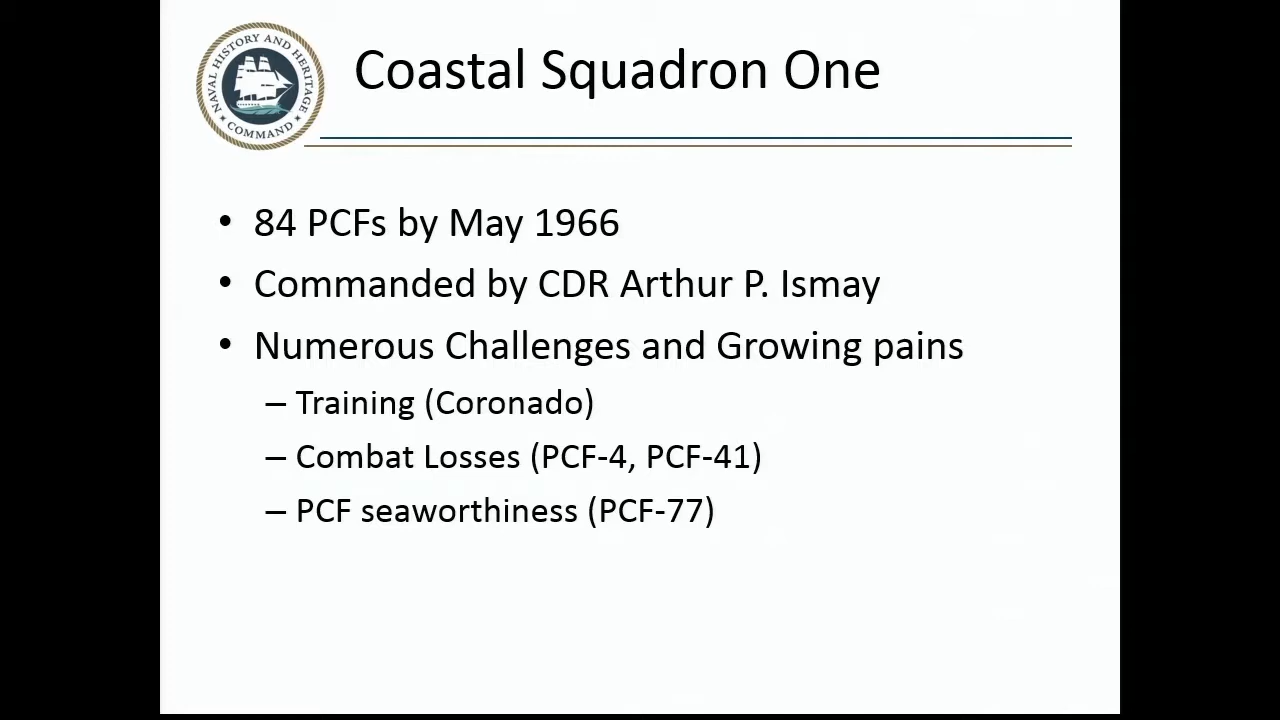 NAVAL HISTORY AND HERITAGE
COMMAND
Coastal Squadron One
• 84 PCFs by May 1966
• Commanded by CDR Arthur P. Ismay
• Numerous Challenges and Growing pains
– Training (Coronado)
– Combat Losses (PCF-4, PCF-41)
– PCF seaworthiness (PCF-77)